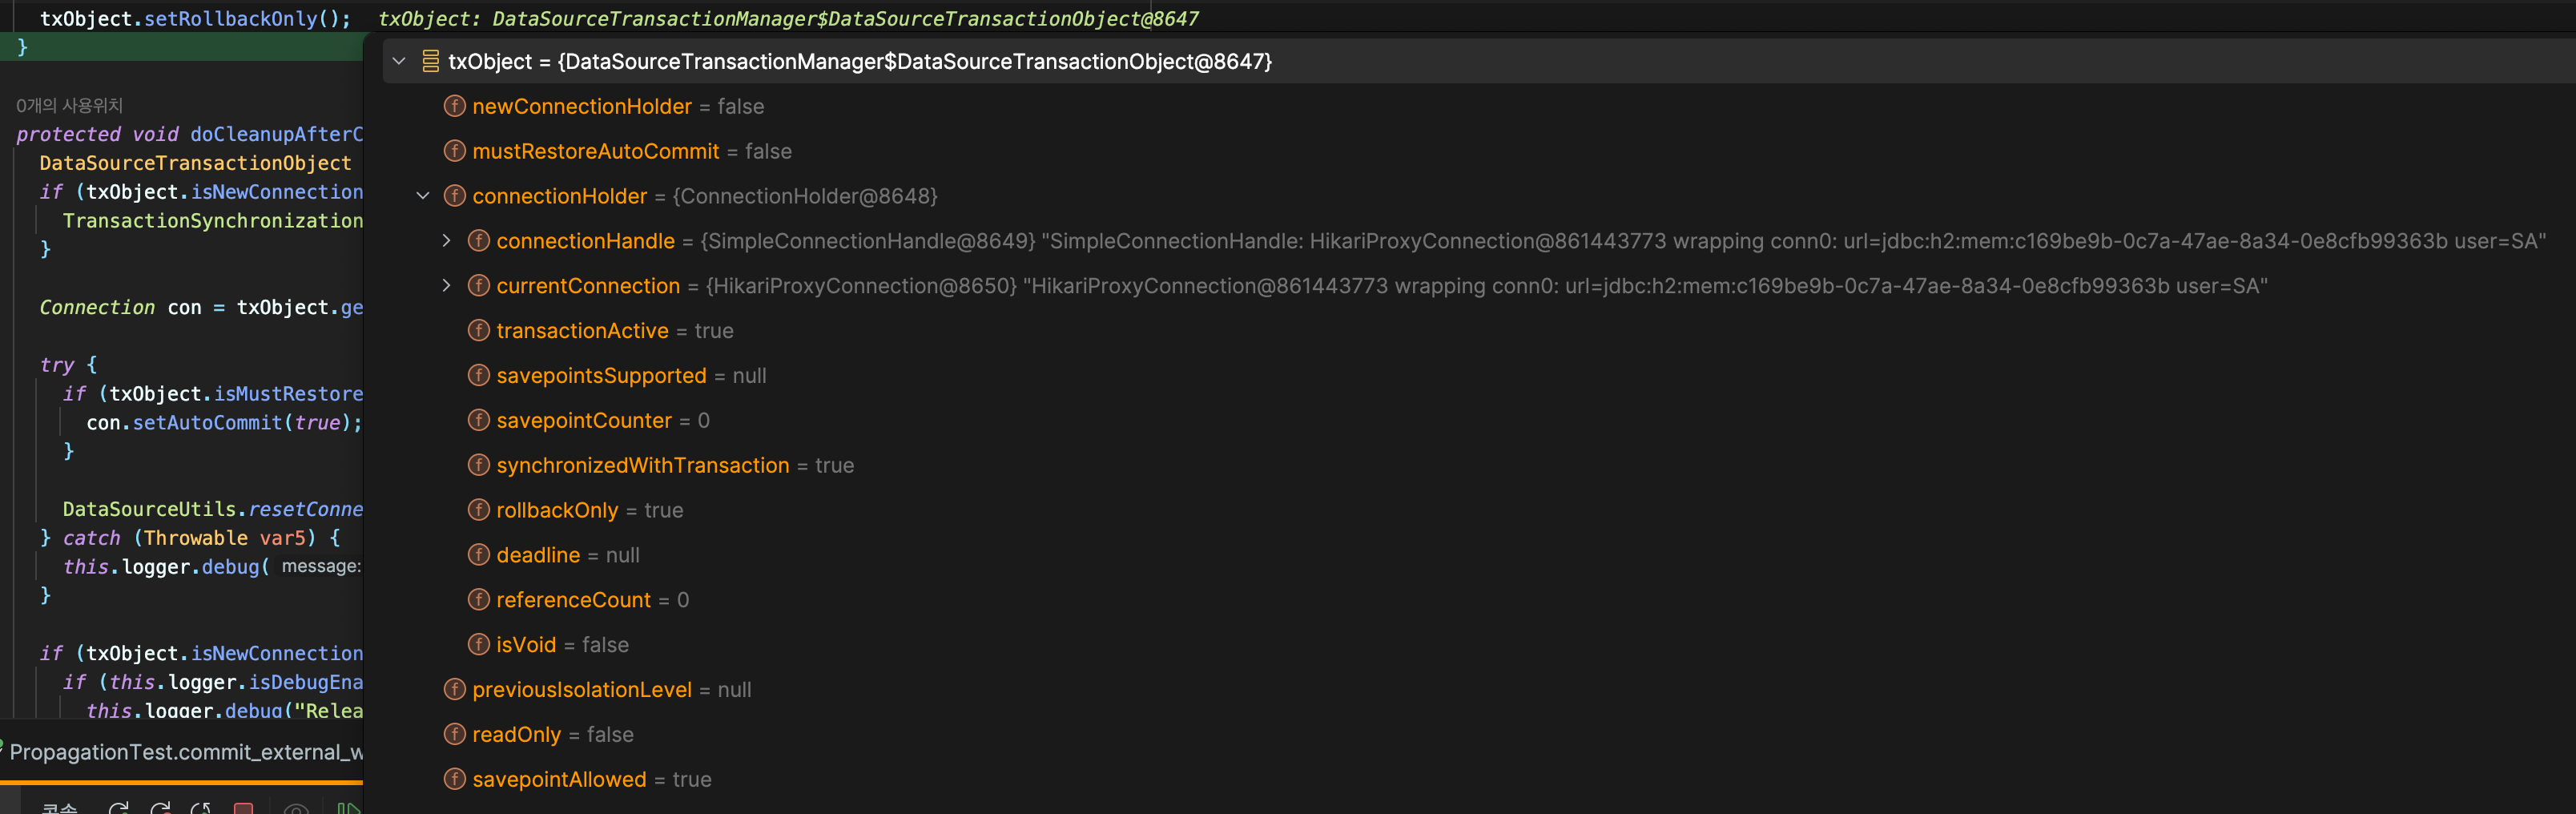 txObject.setRollbackOnly(); txObject: DataSourceTransactionManager$DataSourceTransactionObject@8647
}
txObject = {DataSourceTransactionManager$DataSourceTransactionObject@8647}
newConnectionHolder = false
mustRestoreAutoCommit = false
connectionHolder = {ConnectionHolder@8648}
connectionHandle = {SimpleConnectionHandle@8649} "SimpleConnectionHandle: HikariProxyConnection@861443773 wrapping conn0: url=jdbc:h2:mem:c169be9b-0c7a-47ae-8a34-0e8cfb99363b user=SA"
currentConnection = {HikariProxyConnection@8650} "HikariProxyConnection@861443773 wrapping conn0: url=jdbc:h2:mem:c169be9b-0c7a-47ae-8a34-0e8cfb99363b user=SA"
transactionActive = true
savepointsSupported = null
savepointCounter = 0
synchronizedWithTransaction = true
rollbackOnly = true
deadline = null
referenceCount = 0
isVoid = false
previousIsolationLevel = null
readOnly = false
savepointAllowed = true
0개의 사용위치
protected void doCleanupAfterC
DataSourceTransactionObject
if (txObject.isNewConnection
TransactionSynchronization
}
Connection con = txObject.ge
try {
if (txObject.isMustRestore
con.setAutoCommit(true);
}
DataSourceUtils.resetConne
} catch (Throwable var5) {
this.logger.debug( message:
}
if (txObject.isNewConnection
if (this.logger.isDebugEna
this.logger.debug("Relea
PropagationTest.commit_external_w
콘솔